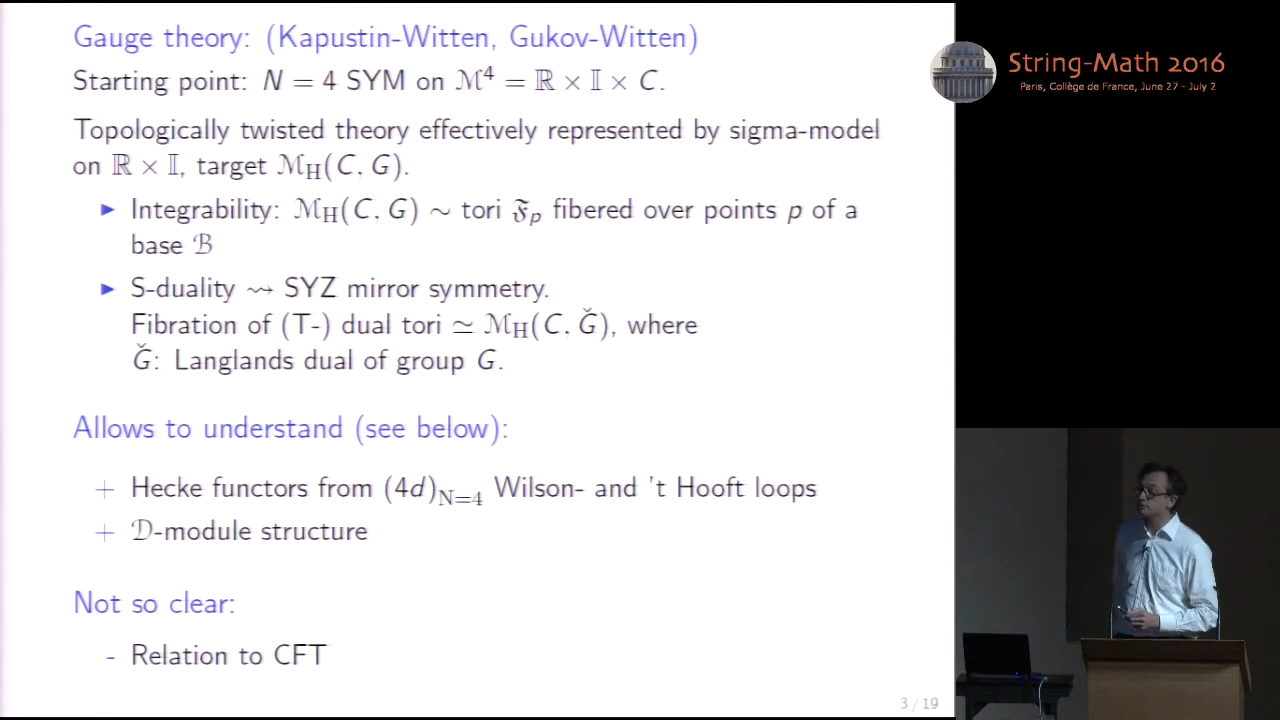 Gauge theory: (Kapustin-Witten, Gukov-Witten)
Starting point: N = 4 SYM on ℳ⁴ = ℝ × 𝕀 × C.
Topologically twisted theory effectively represented by sigma-model
on ℝ × 𝕀, target ℳ_H(C, G).
▶ Integrability: ℳ_H(C, G) ∼ tori 𝔉_p fibered over points p of a
base ℬ
▶ S-duality ⇝ SYZ mirror symmetry.
Fibration of (T-) dual tori ≃ ℳ_H(C, Ǧ), where
Ǧ: Langlands dual of group G.
Allows to understand (see below):
+ Hecke functors from (4d)_{N=4} Wilson- and 't Hooft loops
+ 𝒟-module structure
Not so clear:
- Relation to CFT
3 / 19
String-Math 2016
Paris, Collège de France, June 27 - July 2